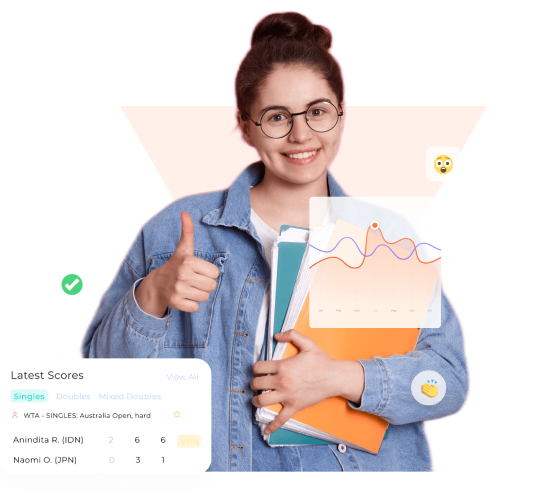 Latest Scores View All
Singles Doubles Mixed Doubles
WTA - SINGLES: Australia Open, hard
Anindita R. (IDN) 2 6 6
Naomi O. (JPN) 0 3 1